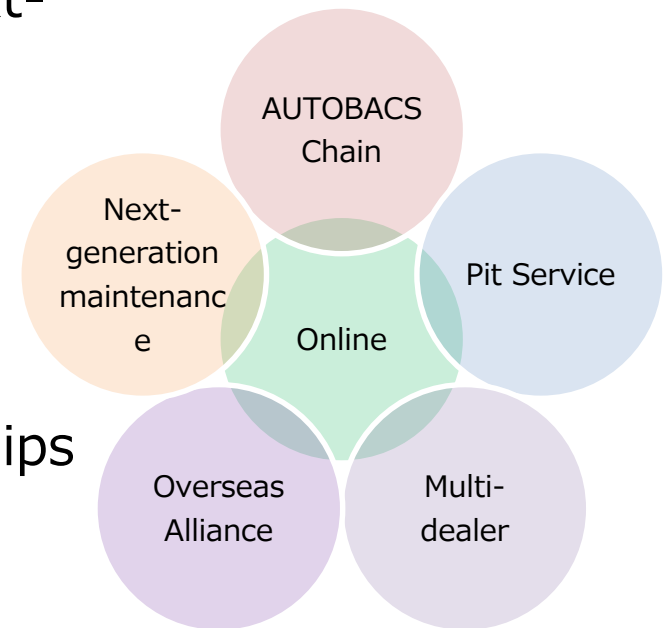 t-
AUTOBACS
Chain
Next-
generation
maintenanc
e
Pit Service
Online
ips
Overseas
Alliance
Multi-
dealer